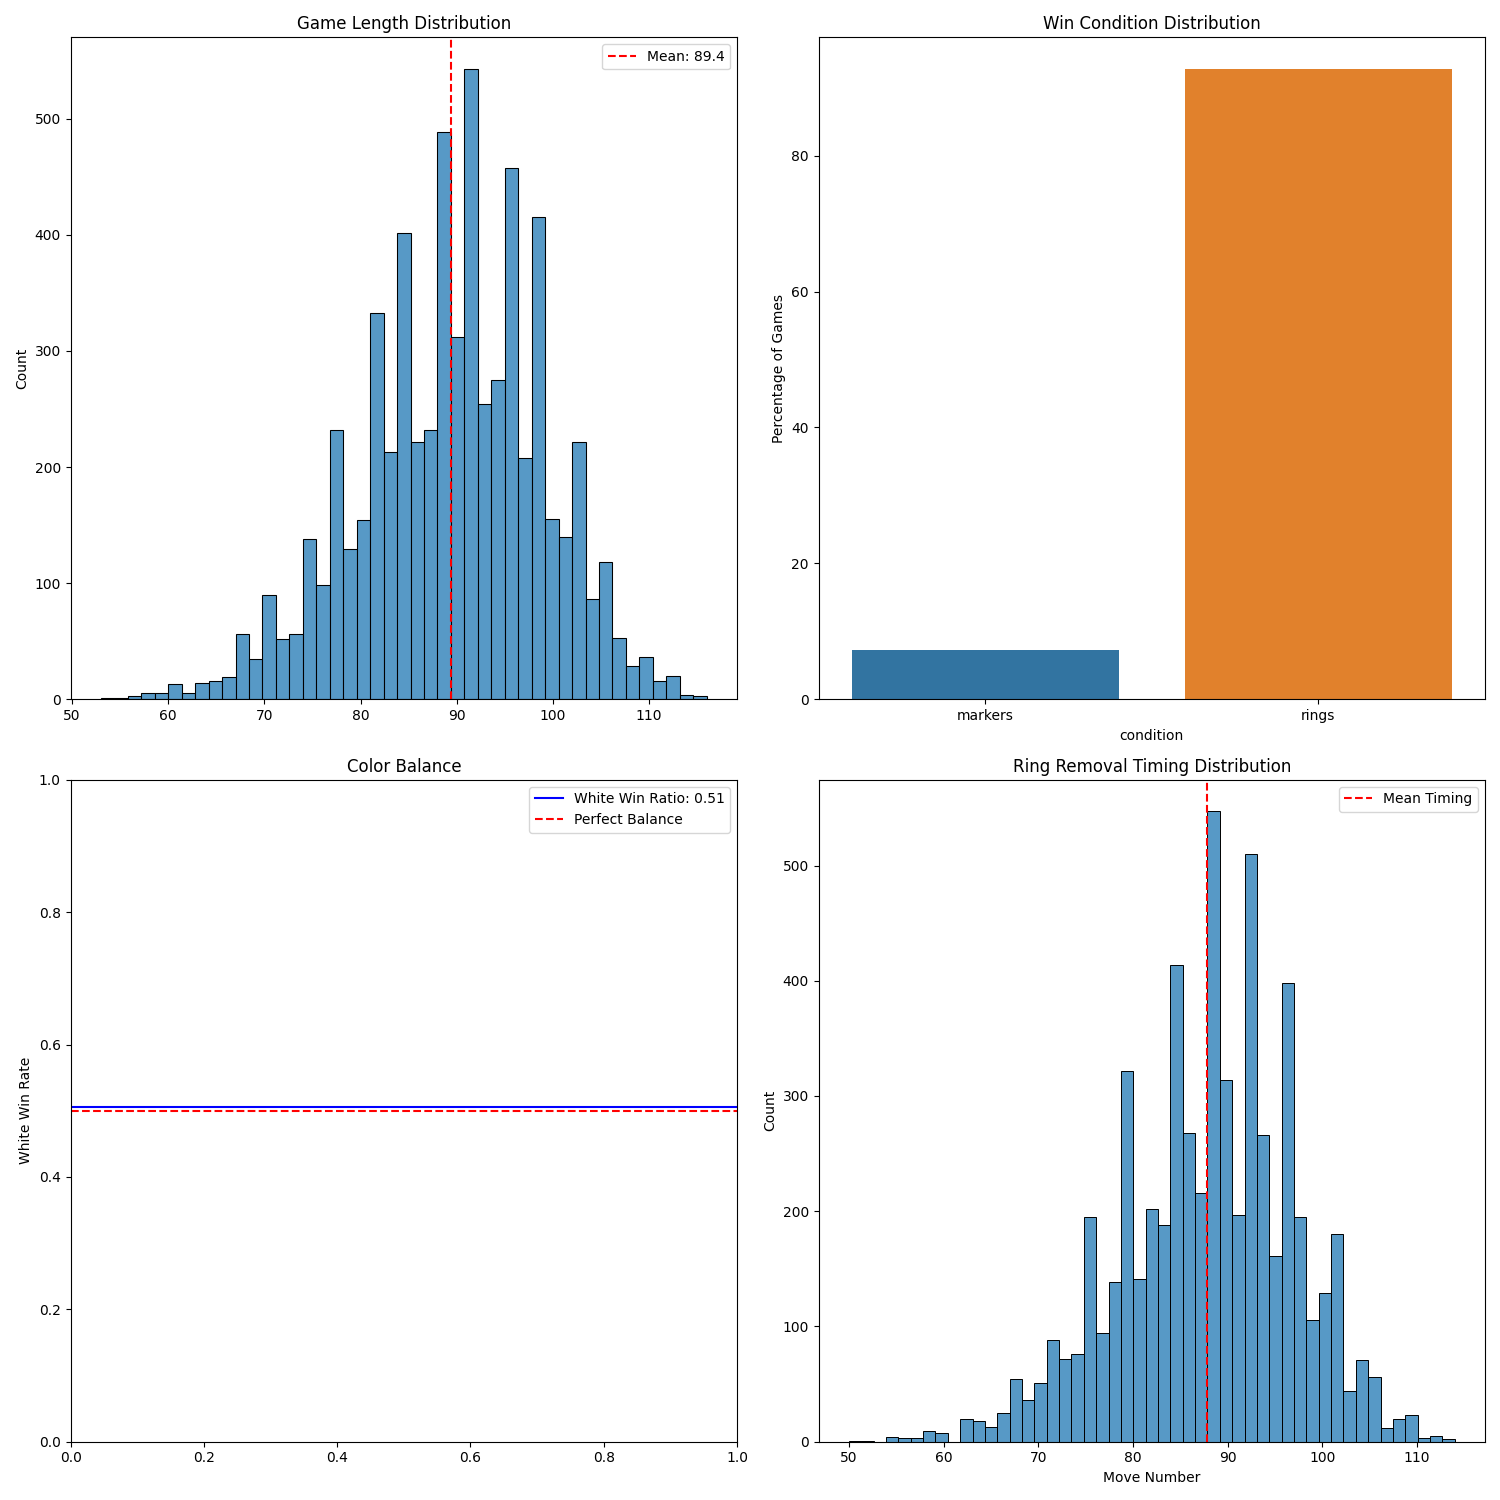 Game Length Distribution
Mean: 89.4
Count
0
100
200
300
400
500
50 60 70 80 90 100 110
Win Condition Distribution
Percentage of Games
0
20
40
60
80
markers rings
condition
Color Balance
White Win Ratio: 0.51
Perfect Balance
White Win Rate
1.0
0.8
0.6
0.4
0.2
0.0
0.0 0.2 0.4 0.6 0.8 1.0
Ring Removal Timing Distribution
Mean Timing
Count
500
400
300
200
100
0
50 60 70 80 90 100 110
Move Number